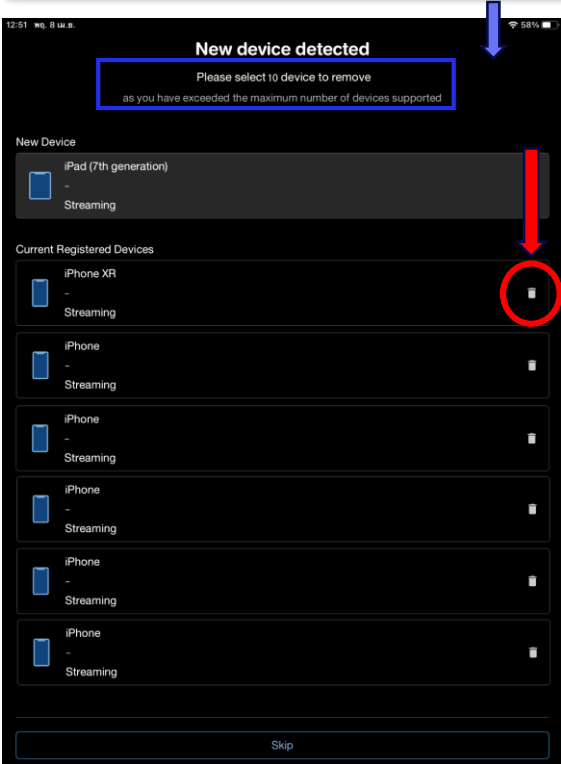 12:51 พฤ. 8 เม.ย.
58%
New device detected
Please select 10 device to remove
as you have exceeded the maximum number of devices supported
New Device
iPad (7th generation)
-
Streaming
Current Registered Devices
iPhone XR
-
Streaming
iPhone
-
Streaming
iPhone
-
Streaming
iPhone
-
Streaming
iPhone
-
Streaming
iPhone
-
Streaming
Skip